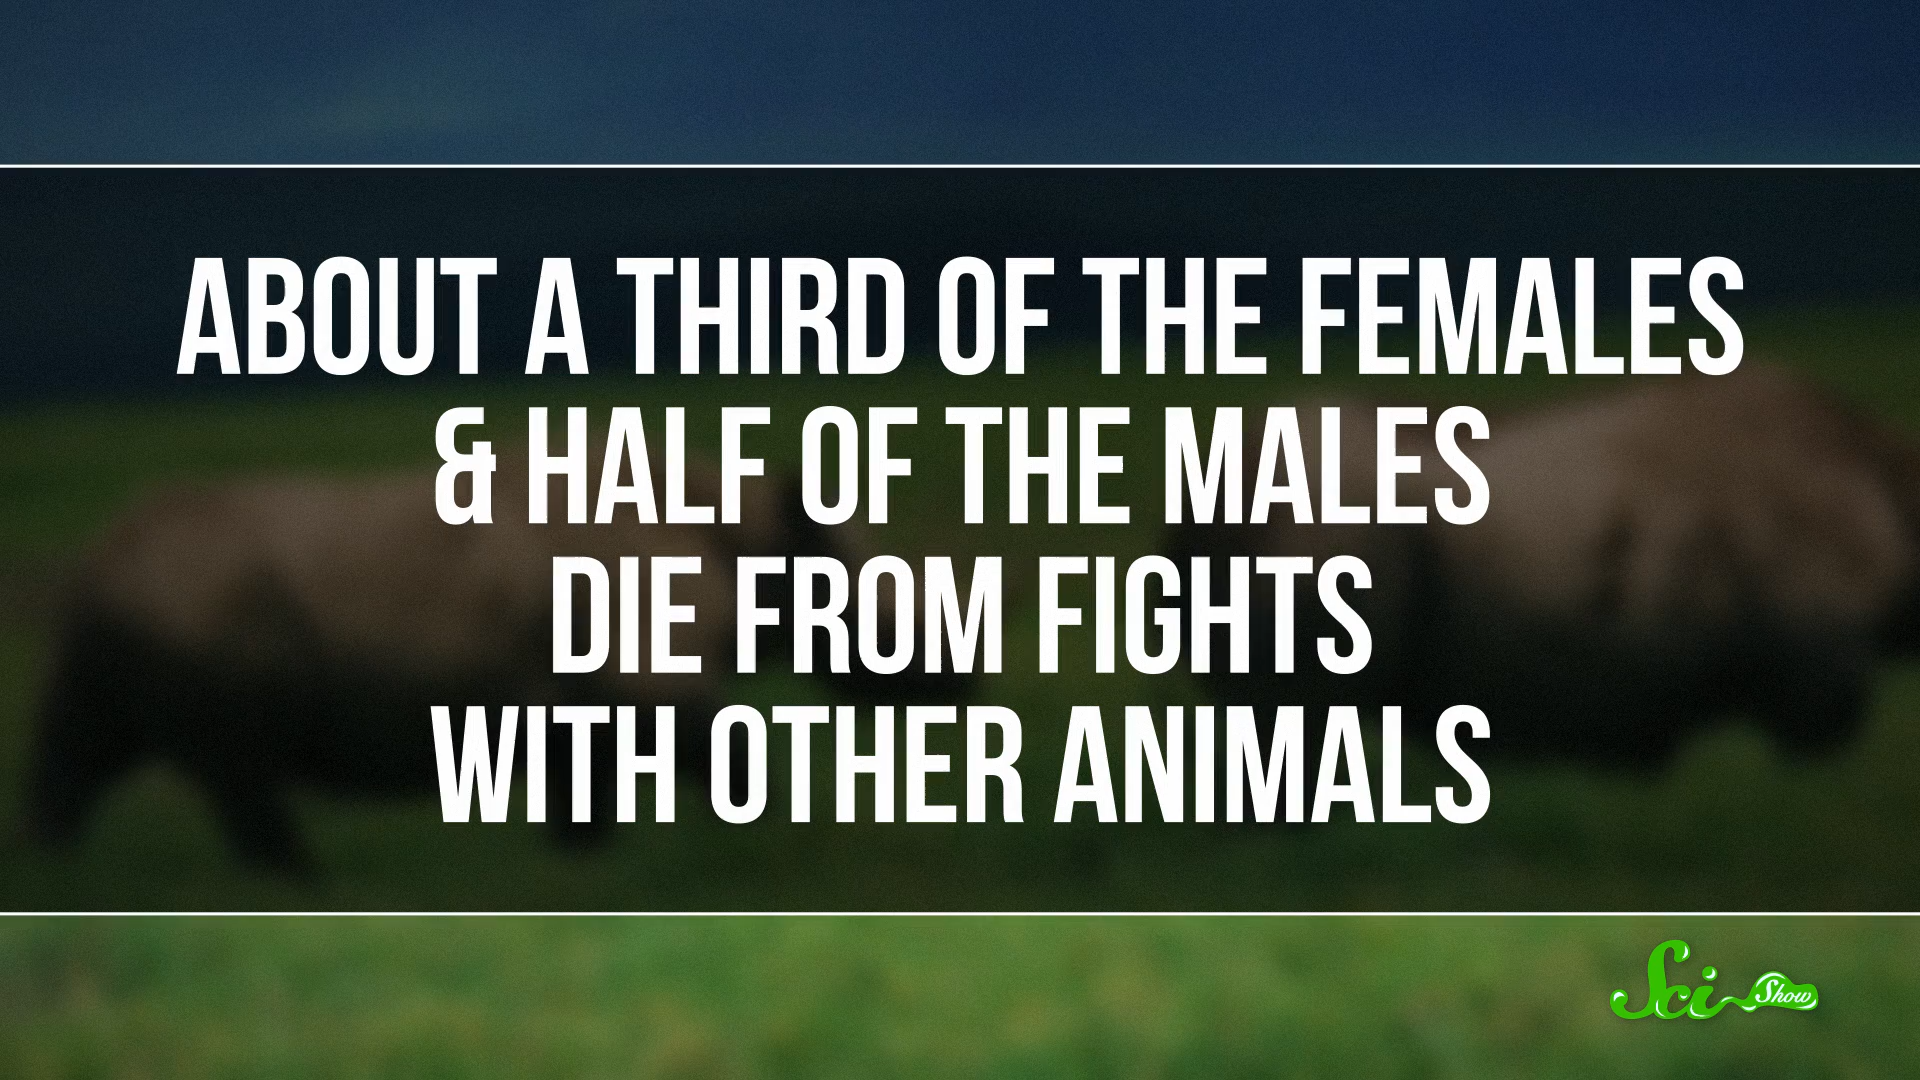 ABOUT A THIRD OF THE FEMALES
& HALF OF THE MALES
DIE FROM FIGHTS
WITH OTHER ANIMALS
Sci Show